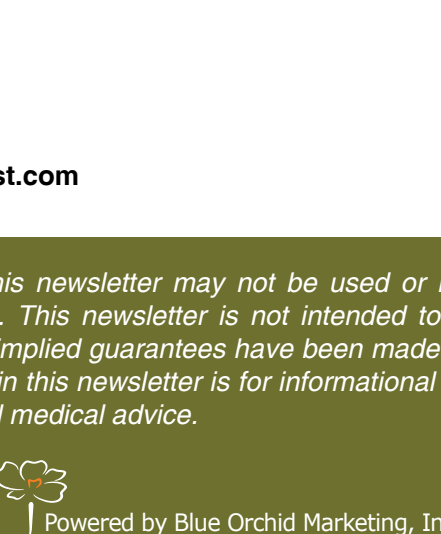 st.com
his newsletter may not be used or
. This newsletter is not intended to
implied guarantees have been made
in this newsletter is for informational
l medical advice.
Powered by Blue Orchid Marketing, In